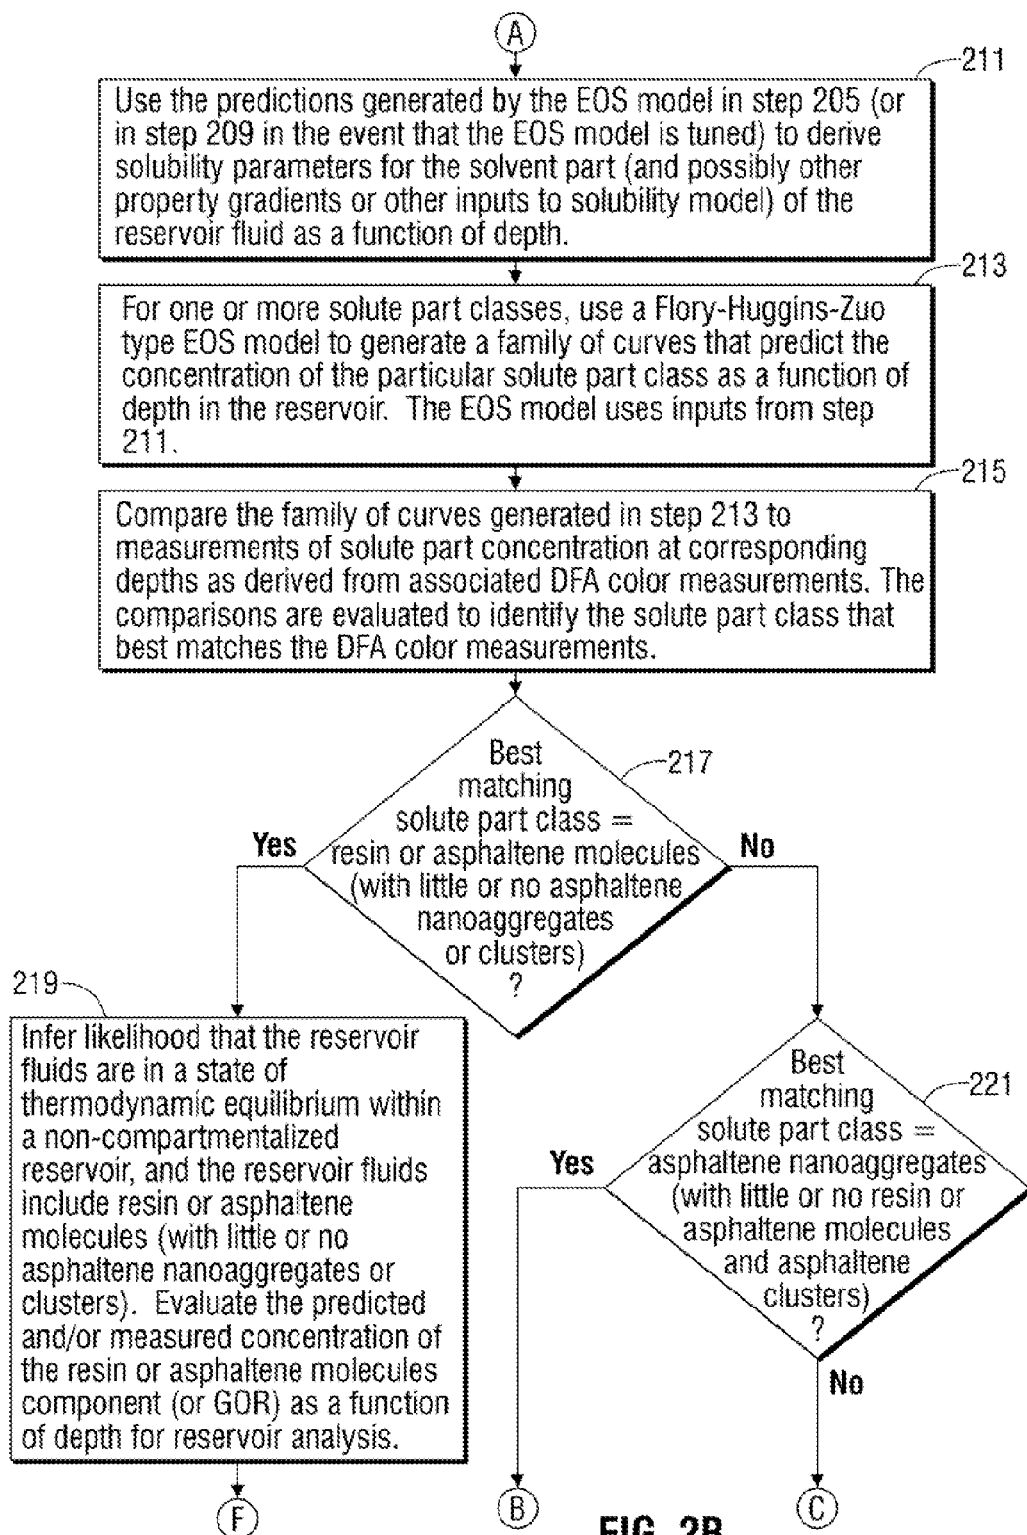 A
211
Use the predictions generated by the EOS model in step 205 (or
in step 209 in the event that the EOS model is tuned) to derive
solubility parameters for the solvent part (and possibly other
property gradients or other inputs to solubility model) of the
reservoir fluid as a function of depth.
213
For one or more solute part classes, use a Flory-Huggins-Zuo
type EOS model to generate a family of curves that predict the
concentration of the particular solute part class as a function of
depth in the reservoir. The EOS model uses inputs from step
211.
215
Compare the family of curves generated in step 213 to
measurements of solute part concentration at corresponding
depths as derived from associated DFA color measurements. The
comparisons are evaluated to identify the solute part class that
best matches the DFA color measurements.
217
Best
matching
solute part class =
resin or asphaltene molecules
(with little or no asphaltene
nanoaggregates
or clusters)
?
Yes
No
219
Infer likelihood that the reservoir
fluids are in a state of
thermodynamic equilibrium within
a non-compartmentalized
reservoir, and the reservoir fluids
include resin or asphaltene
molecules (with little or no
asphaltene nanoaggregates or
clusters). Evaluate the predicted
and/or measured concentration of
the resin or asphaltene molecules
component (or GOR) as a function
of depth for reservoir analysis.
221
Best
matching
solute part class =
asphaltene nanoaggregates
(with little or no resin or
asphaltene molecules
and asphaltene
clusters)
?
Yes
No
F
B
C
FIG. 2B